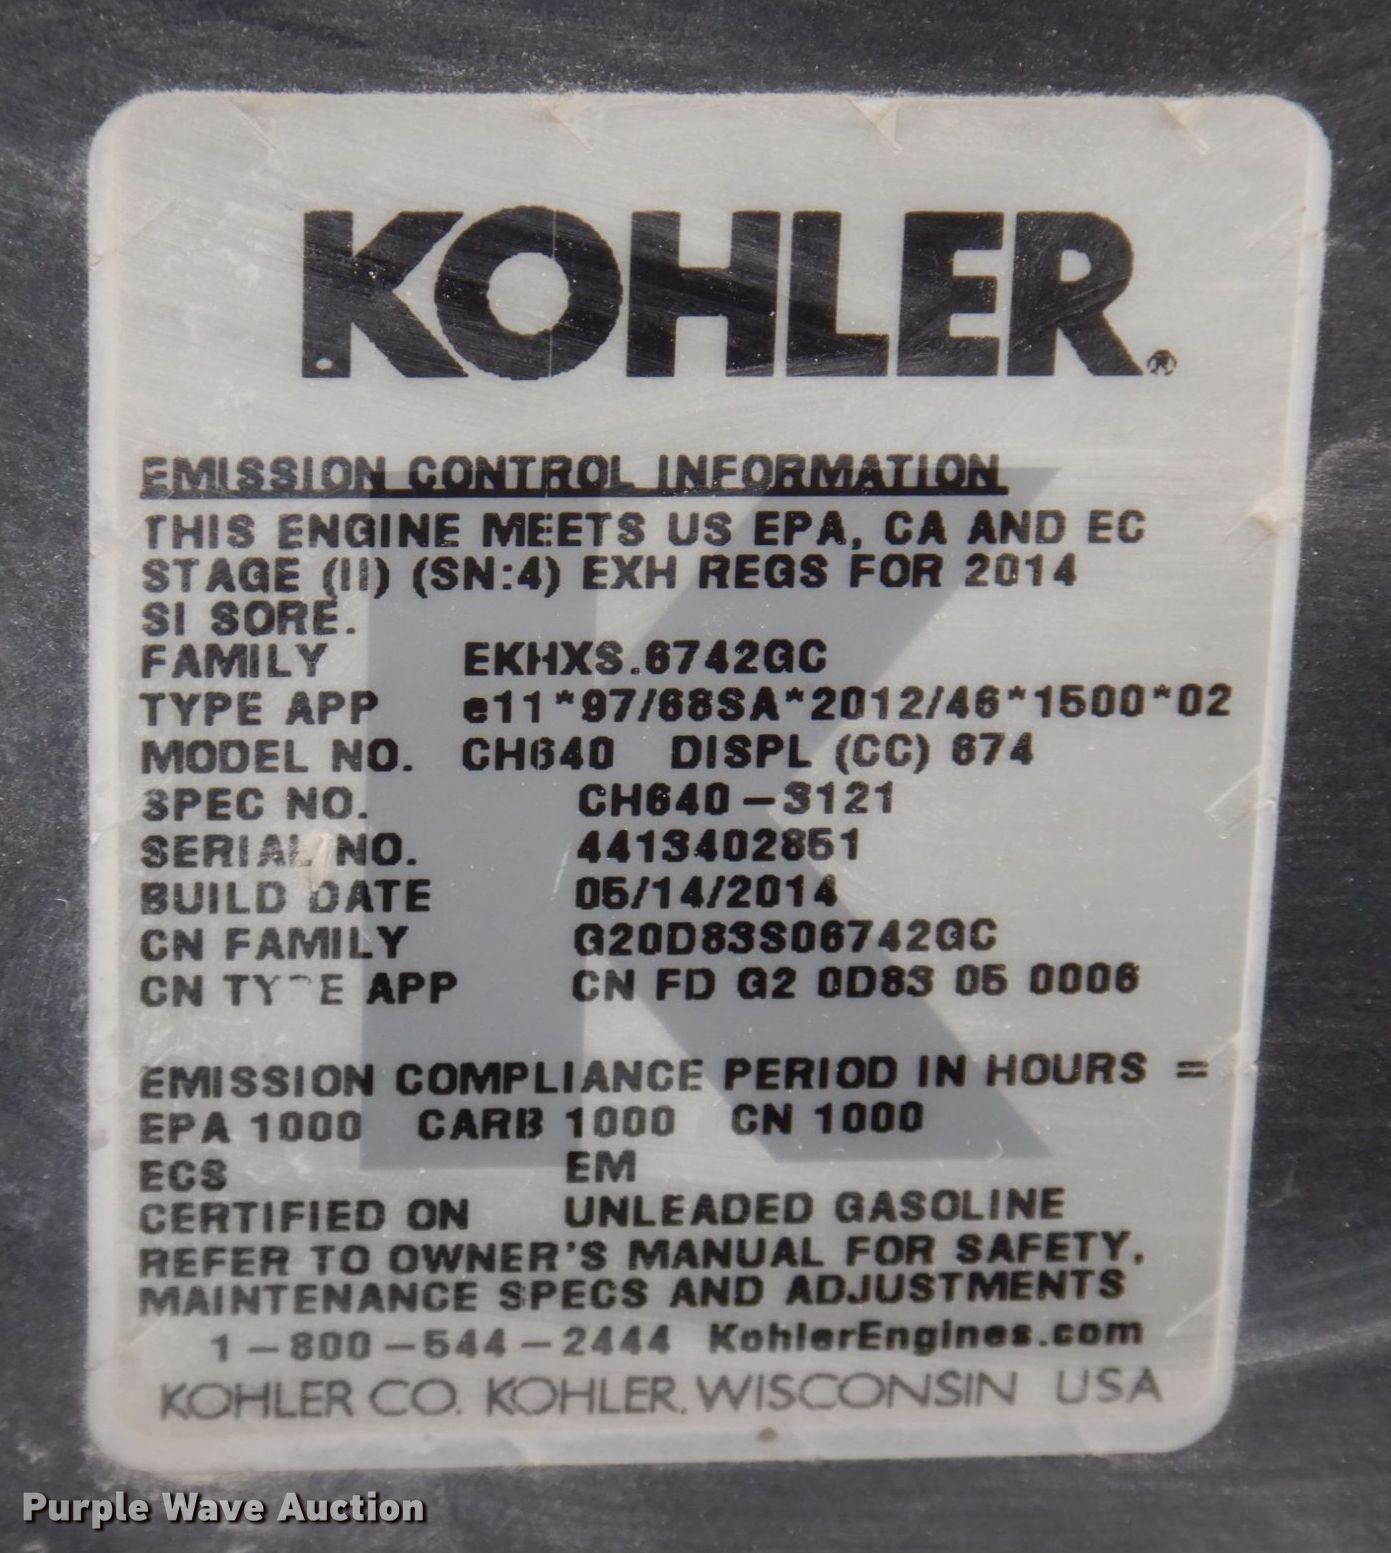 KOHLER®
EMISSION CONTROL INFORMATION
THIS ENGINE MEETS US EPA, CA AND EC
STAGE (II) (SN:4) EXH REGS FOR 2014
SI SORE.
FAMILY EKHXS.6742GC
TYPE APP e11*97/68SA*2012/46*1500*02
MODEL NO. CH640 DISPL (CC) 674
SPEC NO. CH640-3121
SERIAL NO. 4413402851
BUILD DATE 05/14/2014
CN FAMILY G20D83S06742GC
CN TYPE APP CN FD G2 0D83 05 0006
EMISSION COMPLIANCE PERIOD IN HOURS =
EPA 1000 CARB 1000 CN 1000
ECS EM
CERTIFIED ON UNLEADED GASOLINE
REFER TO OWNER'S MANUAL FOR SAFETY,
MAINTENANCE SPECS AND ADJUSTMENTS
1-800-544-2444 KohlerEngines.com
KOHLER CO. KOHLER, WISCONSIN USA
Purple Wave Auction